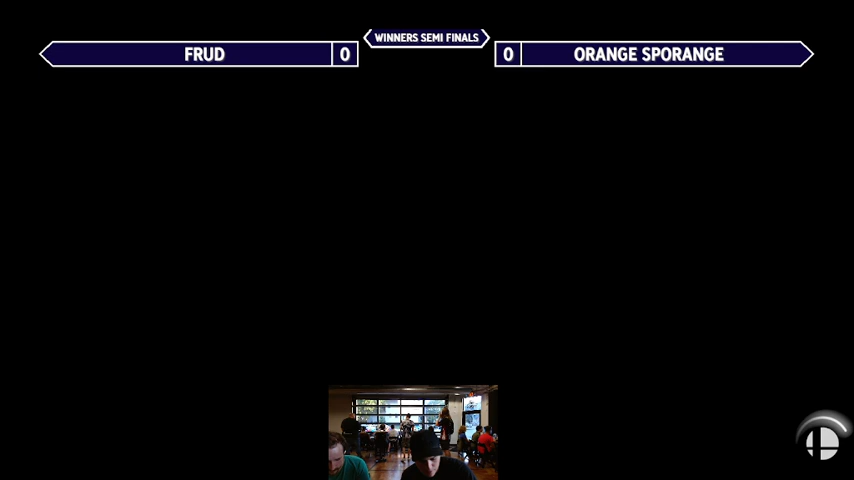 WINNERS SEMI FINALS
FRUD 0
0 ORANGE SPORANGE